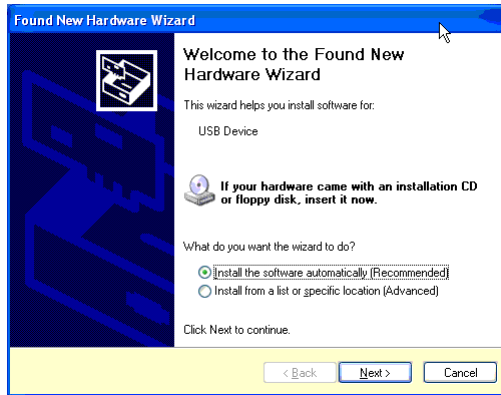 Found New Hardware Wizard
Welcome to the Found New
Hardware Wizard
This wizard helps you install software for:
USB Device
If your hardware came with an installation CD
or floppy disk, insert it now.
What do you want the wizard to do?
Install the software automatically (Recommended)
Install from a list or specific location (Advanced)
Click Next to continue.
< Back Next > Cancel